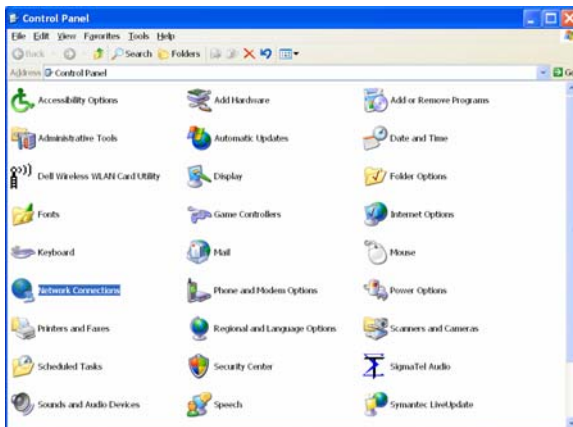 Control Panel
File Edit View Favorites Tools Help
Back Search Folders
Address Control Panel Go
Accessibility Options Add Hardware Add or Remove Programs
Administrative Tools Automatic Updates Date and Time
Dell Wireless WLAN Card Utility Display Folder Options
Fonts Game Controllers Internet Options
Keyboard Mail Mouse
Network Connections Phone and Modem Options Power Options
Printers and Faxes Regional and Language Options Scanners and Cameras
Scheduled Tasks Security Center SigmaTel Audio
Sounds and Audio Devices Speech Symantec LiveUpdate